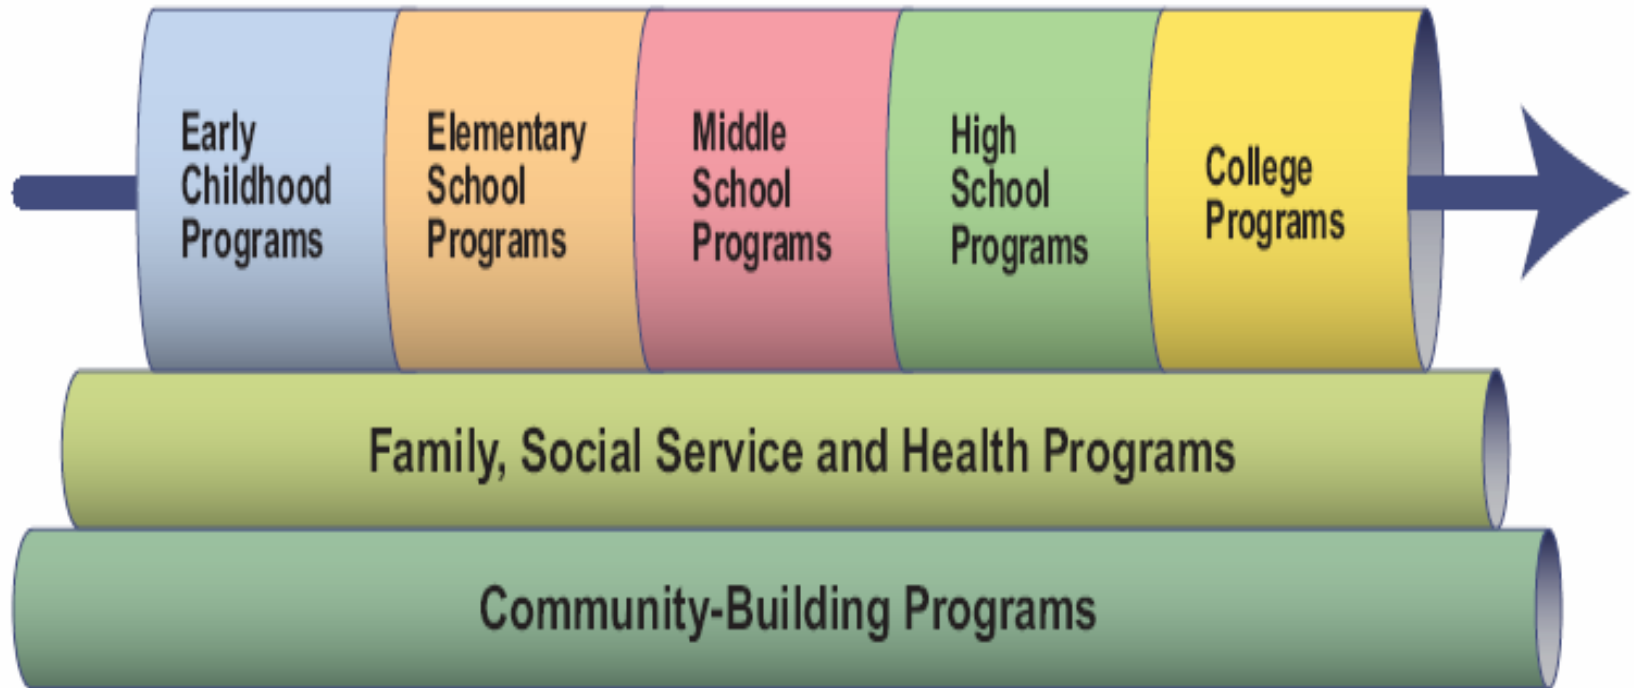 Early
Childhood
Programs
Elementary
School
Programs
Middle
School
Programs
High
School
Programs
College
Programs
Family, Social Service and Health Programs
Community-Building Programs